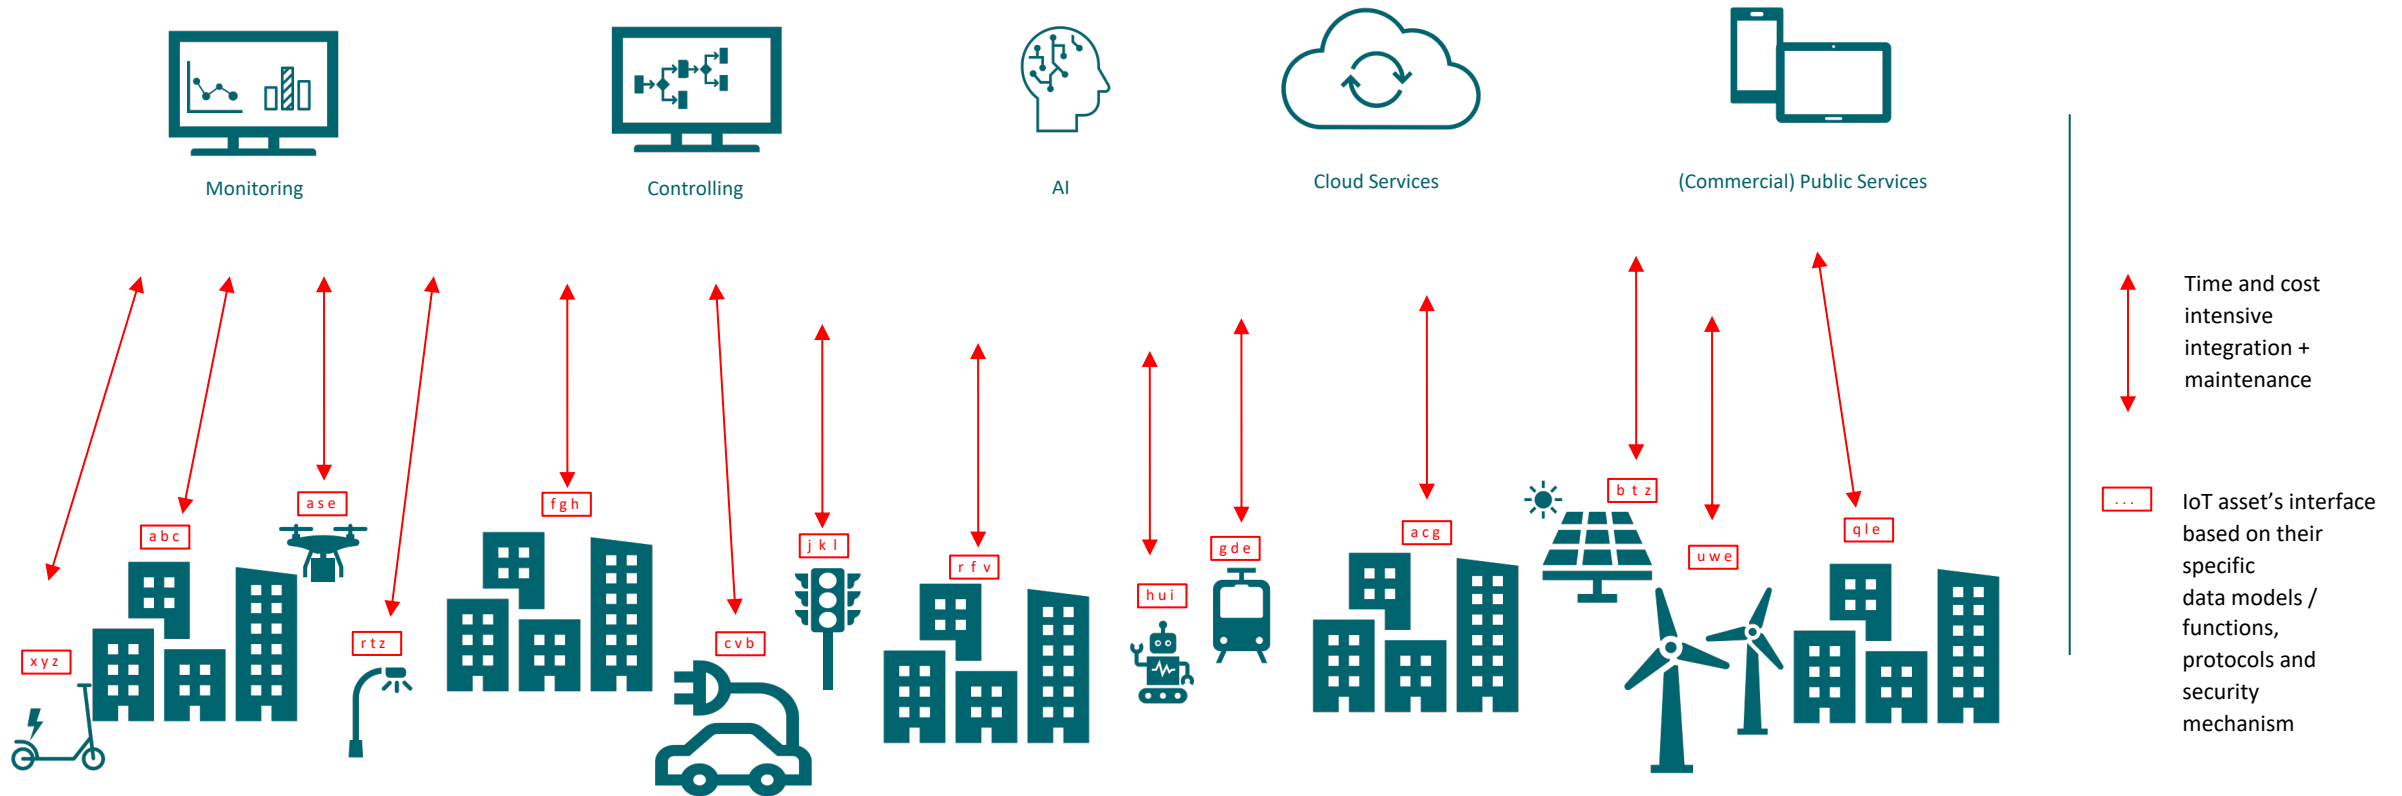 Monitoring
Controlling
AI
Cloud Services
(Commercial) Public Services
Time and cost
intensive
integration +
maintenance
xyz
abc
ase
rtz
fgh
cvb
jkl
rfv
hui
gde
acg
btz
uwe
qle
...
IoT asset’s interface
based on their
specific
data models /
functions,
protocols and
security
mechanism